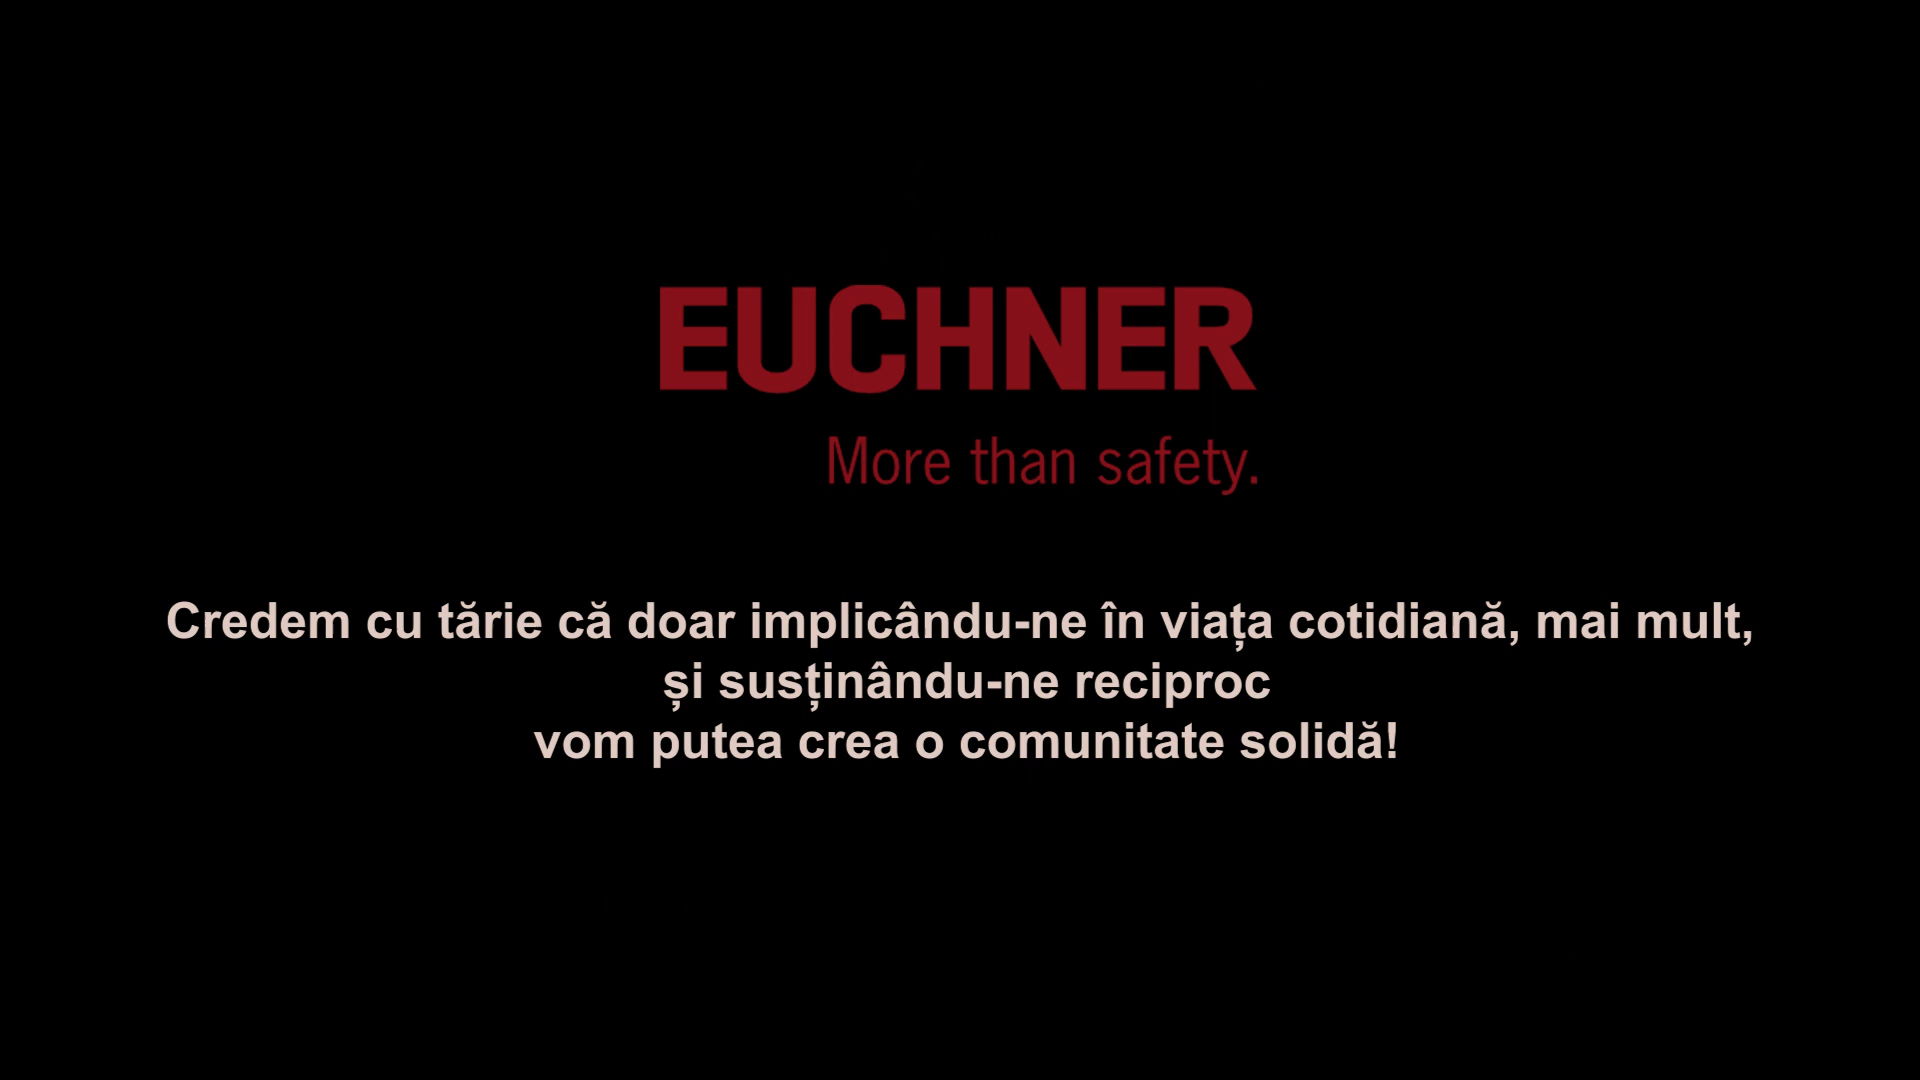 EUCHNER
More than safety.
Credem cu tărie că doar implicându-ne în viața cotidiană, mai mult,
și susținându-ne reciproc
vom putea crea o comunitate solidă!